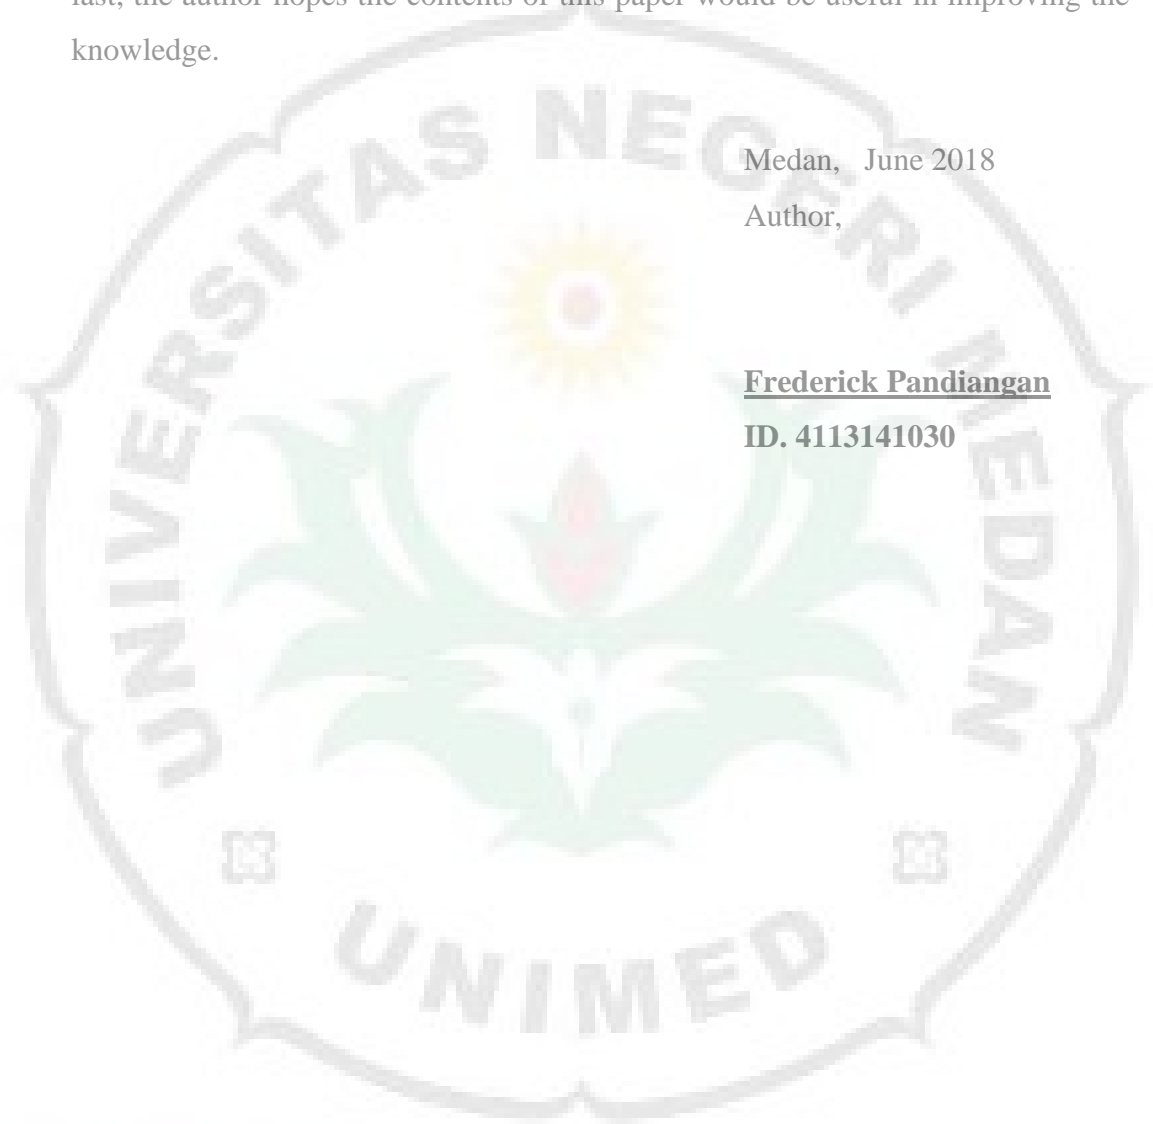 last, the author hopes the contents of this paper would be useful in improving the
knowledge.
Medan, June 2018
Author,
Frederick Pandiangan
ID. 4113141030
UNIVERSITAS NEGERI MEDAN
UNIMED